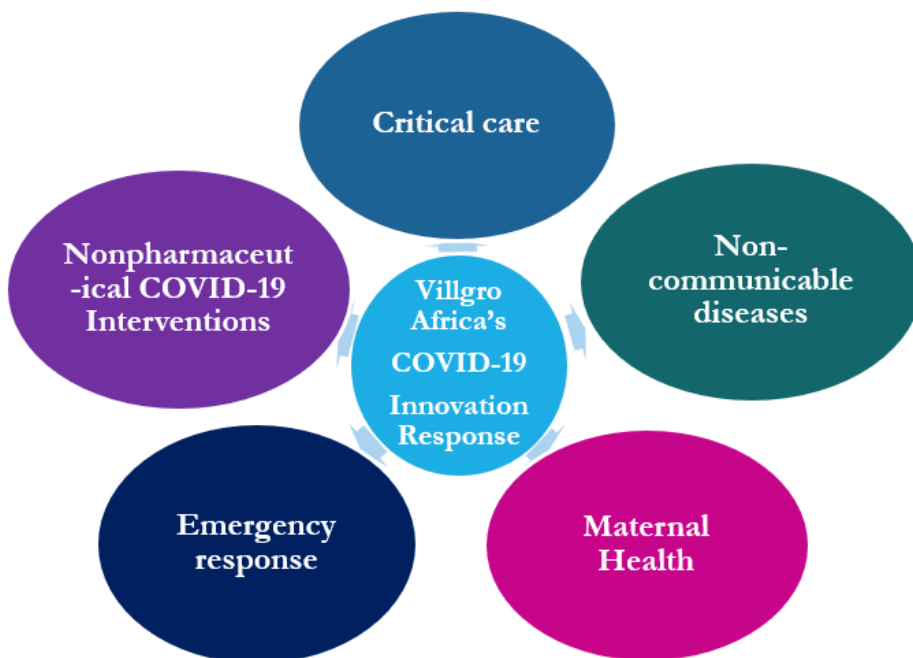 Critical care
Non-
communicable
diseases
Maternal
Health
Emergency
response
Nonpharmaceut
-ical COVID-19
Interventions
Villgro
Africa’s
COVID-19
Innovation
Response